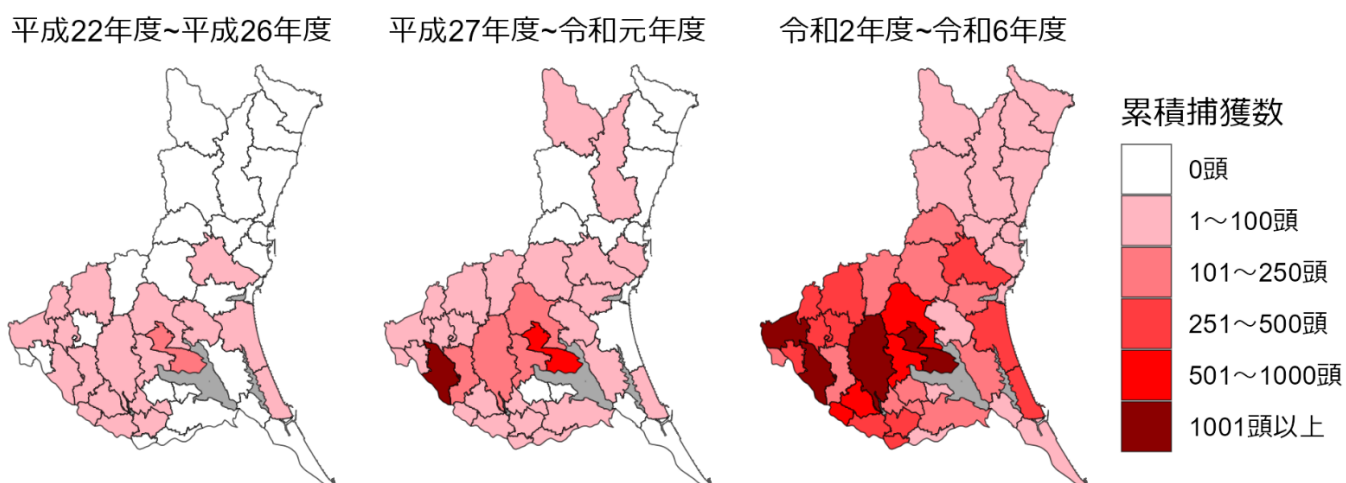 平成22年度~平成26年度
平成27年度~令和元年度
令和2年度~令和6年度
累積捕獲数
0頭
1～100頭
101～250頭
251～500頭
501～1000頭
1001頭以上